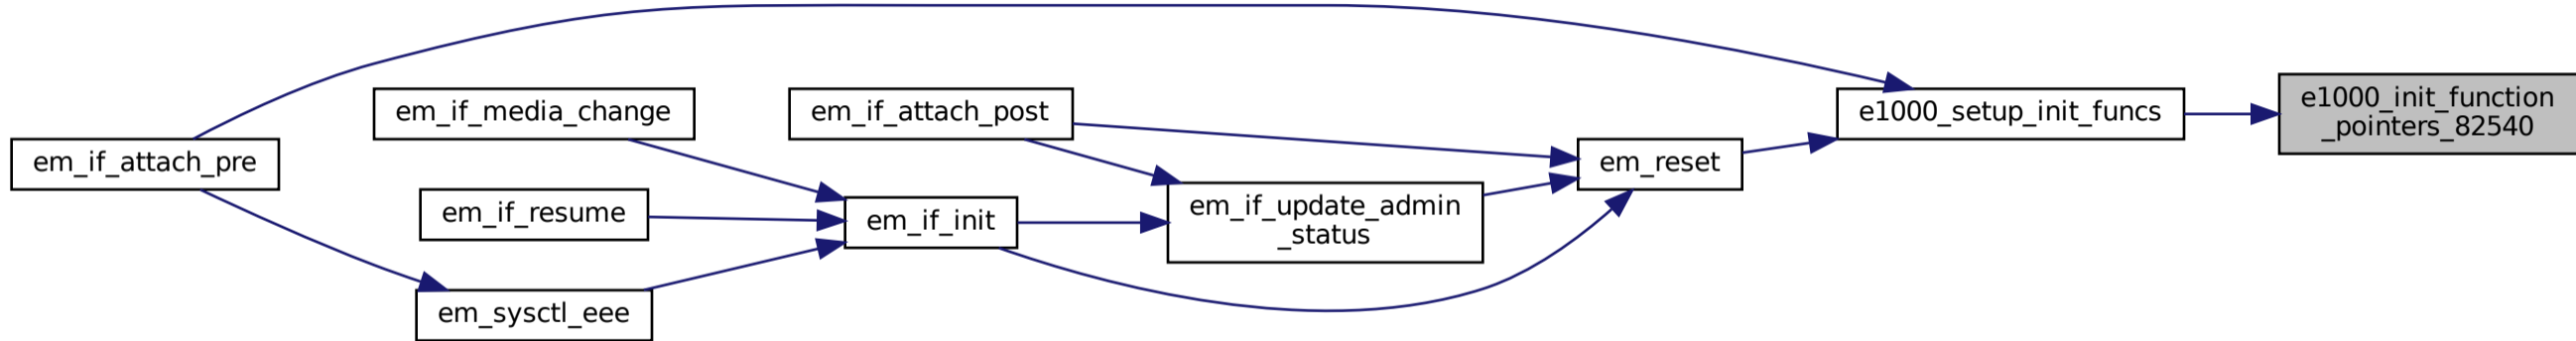 em_if_attach_pre
em_if_media_change
em_if_resume
em_sysctl_eee
em_if_attach_post
em_if_init
em_if_update_admin
_status
em_reset
e1000_setup_init_funcs
e1000_init_function
_pointers_82540